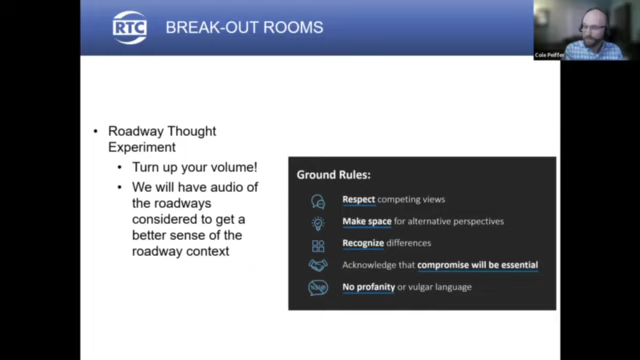 RTC
BREAK-OUT ROOMS
Cole Peiffer
• Roadway Thought
Experiment
• Turn up your volume!
• We will have audio of
the roadways
considered to get a
better sense of the
roadway context
Ground Rules:
Respect competing views
Make space for alternative perspectives
Recognize differences
Acknowledge that compromise will be essential
No profanity or vulgar language